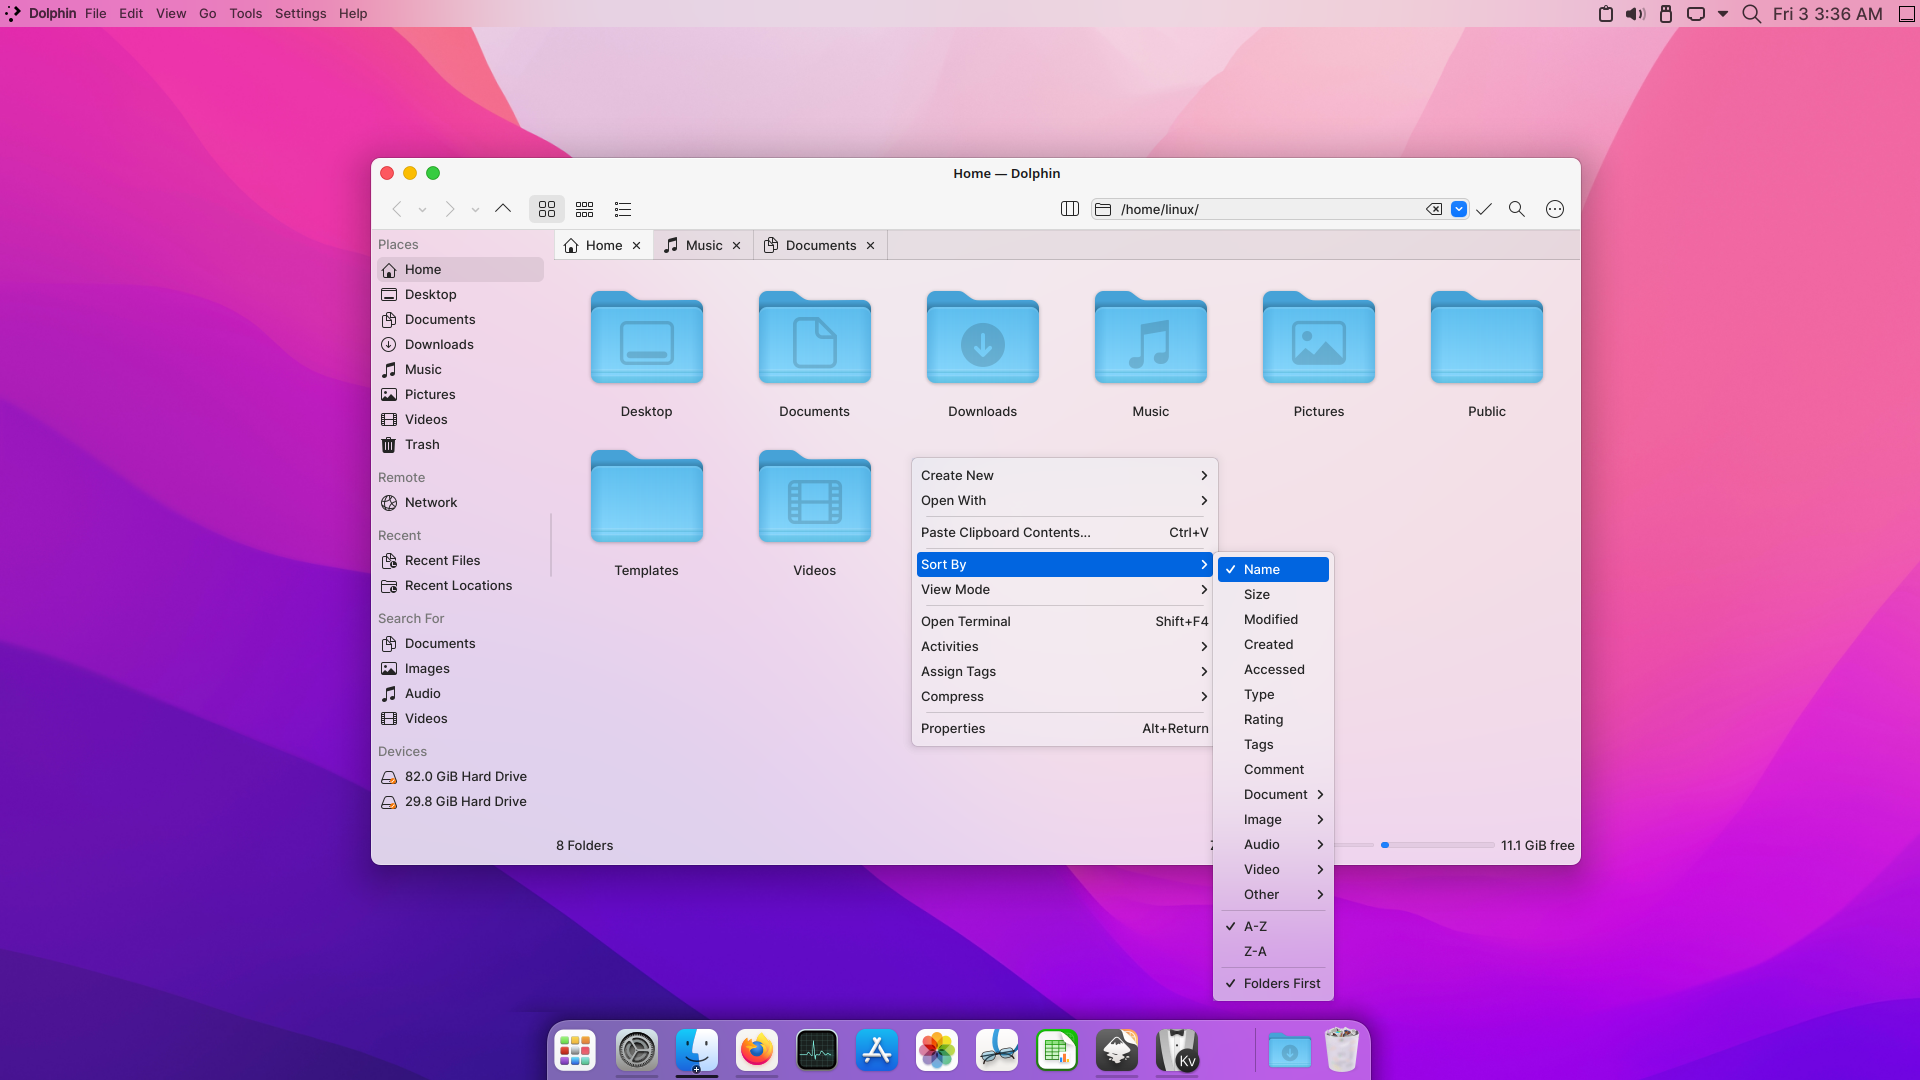 Dolphin File Edit View Go Tools Settings Help
Fri 3 3:36 AM
Home — Dolphin
/home/linux/
Places
Home
Desktop
Documents
Downloads
Music
Pictures
Videos
Trash
Remote
Network
Recent
Recent Files
Recent Locations
Search For
Documents
Images
Audio
Videos
Devices
82.0 GiB Hard Drive
29.8 GiB Hard Drive
Home Music Documents
Desktop Documents Downloads Music Pictures Public
Templates Videos
Create New
Open With
Paste Clipboard Contents... Ctrl+V
Sort By
View Mode
Open Terminal Shift+F4
Activities
Assign Tags
Compress
Properties Alt+Return
Name
Size
Modified
Created
Accessed
Type
Rating
Tags
Comment
Document
Image
Audio
Video
Other
A-Z
Z-A
Folders First
8 Folders
11.1 GiB free
Kv